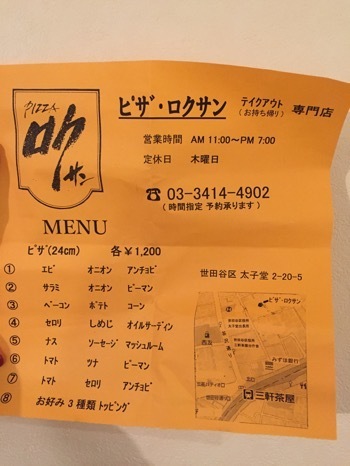 PIZZA
ロクサン
ピザ・ロクサン テイクアウト (お持ち帰り) 専門店
営業時間 AM 11:00～PM 7:00
定休日 木曜日
☎ 03-3414-4902
(時間指定 予約承ります)
MENU
ピザ(24cm) 各￥1,200
① エビ オニオン アンチョビ
② サラミ オニオン ピーマン
③ ベーコン ポテト コーン
④ セロリ しめじ オイルサーディン
⑤ ナス ソーセージ マッシュルーム
⑥ トマト ツナ ピーマン
⑦ トマト セロリ アンチョビ
⑧ お好み 3 種類 トッピング
世田谷区 太子堂 2-20-5
ピザ・ロクサン
みずほ銀行
三軒茶屋